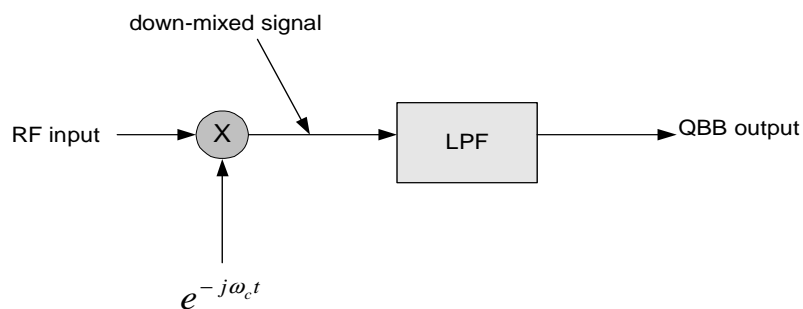 down-mixed signal
RF input
X
LPF
QBB output
e^{-jω_c t}